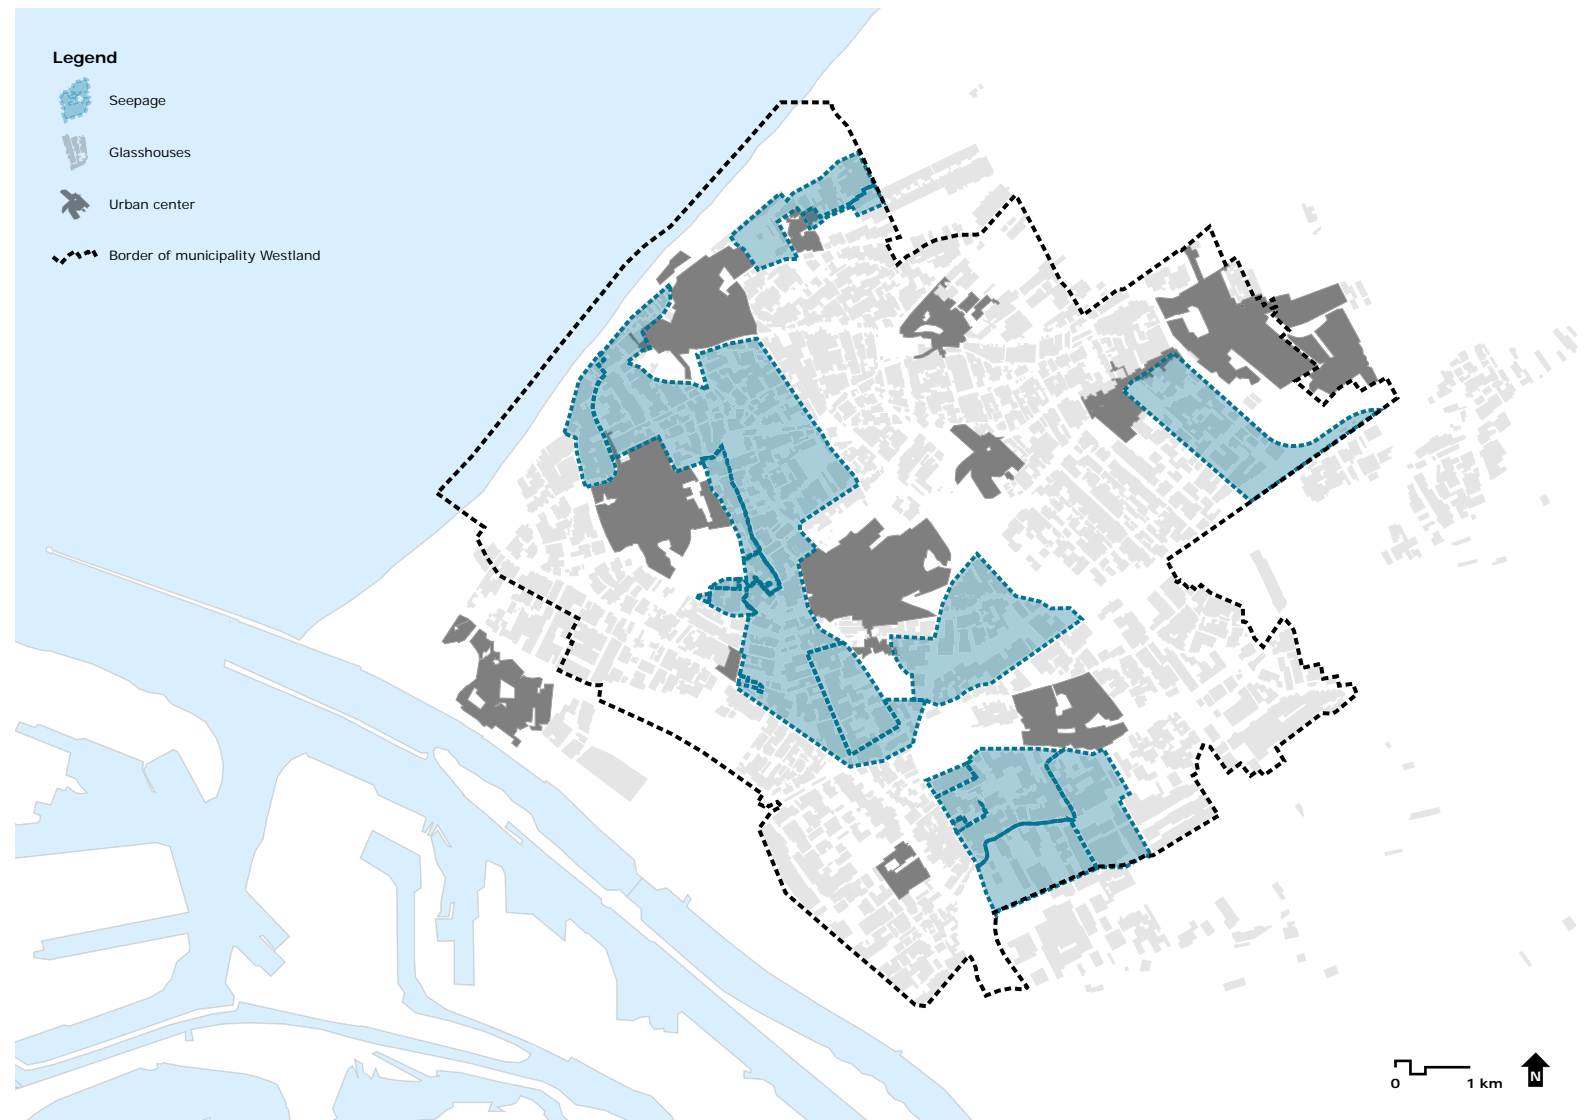 Legend
Seepage
Glasshouses
Urban center
Border of municipality Westland
0 1 km
N